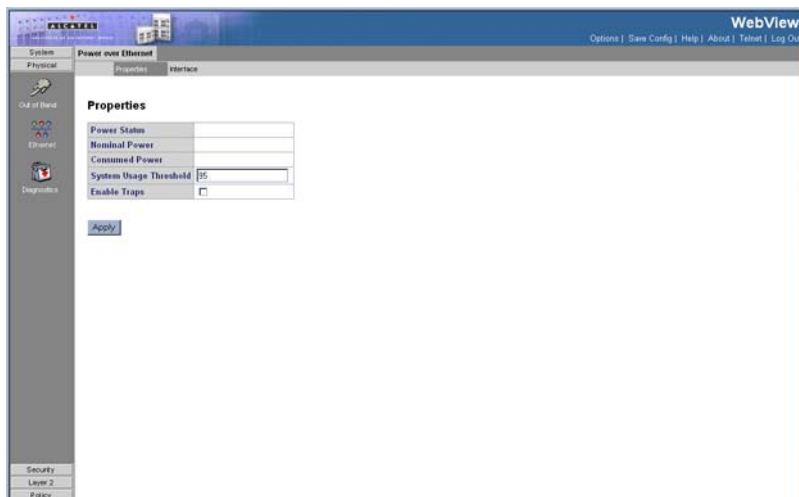 ALCATEL
WebView
Options | Save Config | Help | About | Telnet | Log Out
System
Physical
Out of Band
Ethernet
Diagnostics
Power over Ethernet
Properties
Interface
Properties
Power Status
Nominal Power
Consumed Power
System Usage Threshold 95
Enable Traps
Apply
Security
Layer 2
Policy